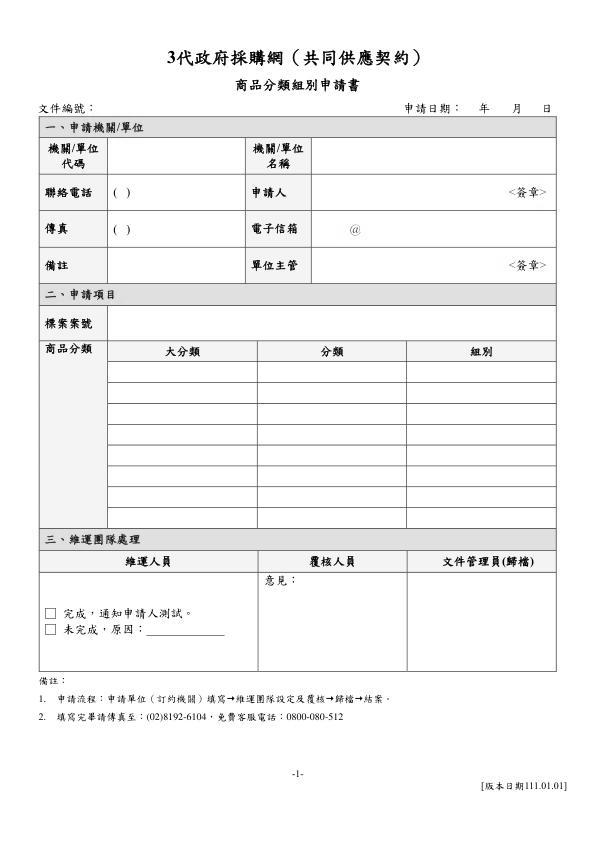 3代政府採購網（共同供應契約）
商品分類組別申請書
文件編號： 申請日期： 年 月 日
一、申請機關/單位
機關/單位代碼 機關/單位名稱
聯絡電話 ( ) 申請人 <簽章>
傳真 ( ) 電子信箱 @
備註 單位主管 <簽章>
二、申請項目
標案案號
商品分類 大分類 分類 組別
三、維運團隊處理
維運人員 覆核人員 文件管理員(歸檔)
意見：
□ 完成，通知申請人測試。
□ 未完成，原因：_____________
備註：
1. 申請流程：申請單位（訂約機關）填寫→維運團隊設定及覆核→歸檔→結案。
2. 填寫完畢請傳真至：(02)8192-6104，免費客服電話：0800-080-512
-1-
[版本日期111.01.01]